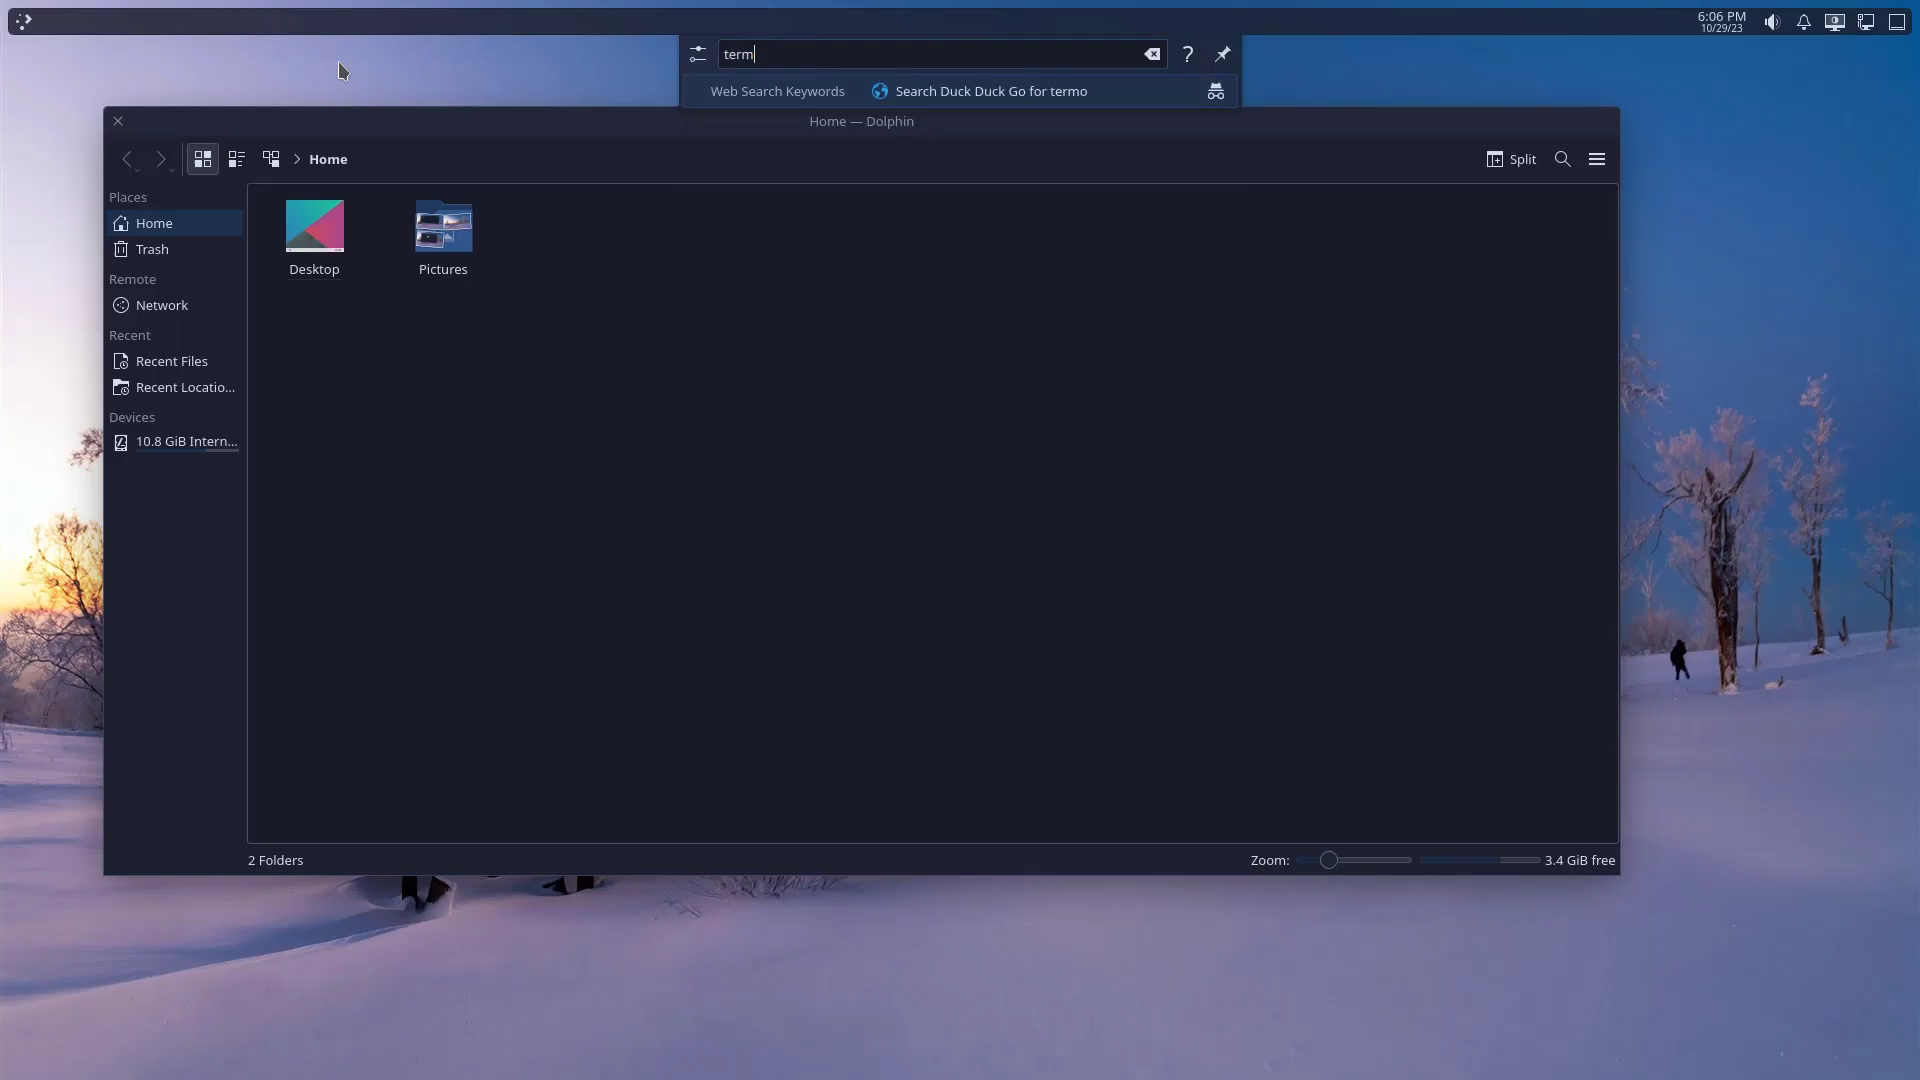 6:06 PM
10/29/23
term
?
Web Search Keywords Search Duck Duck Go for termo
Home — Dolphin
Home
Split
Places
Home
Trash
Remote
Network
Recent
Recent Files
Recent Locatio...
Devices
10.8 GiB Intern...
Desktop
Pictures
2 Folders
Zoom:
3.4 GiB free